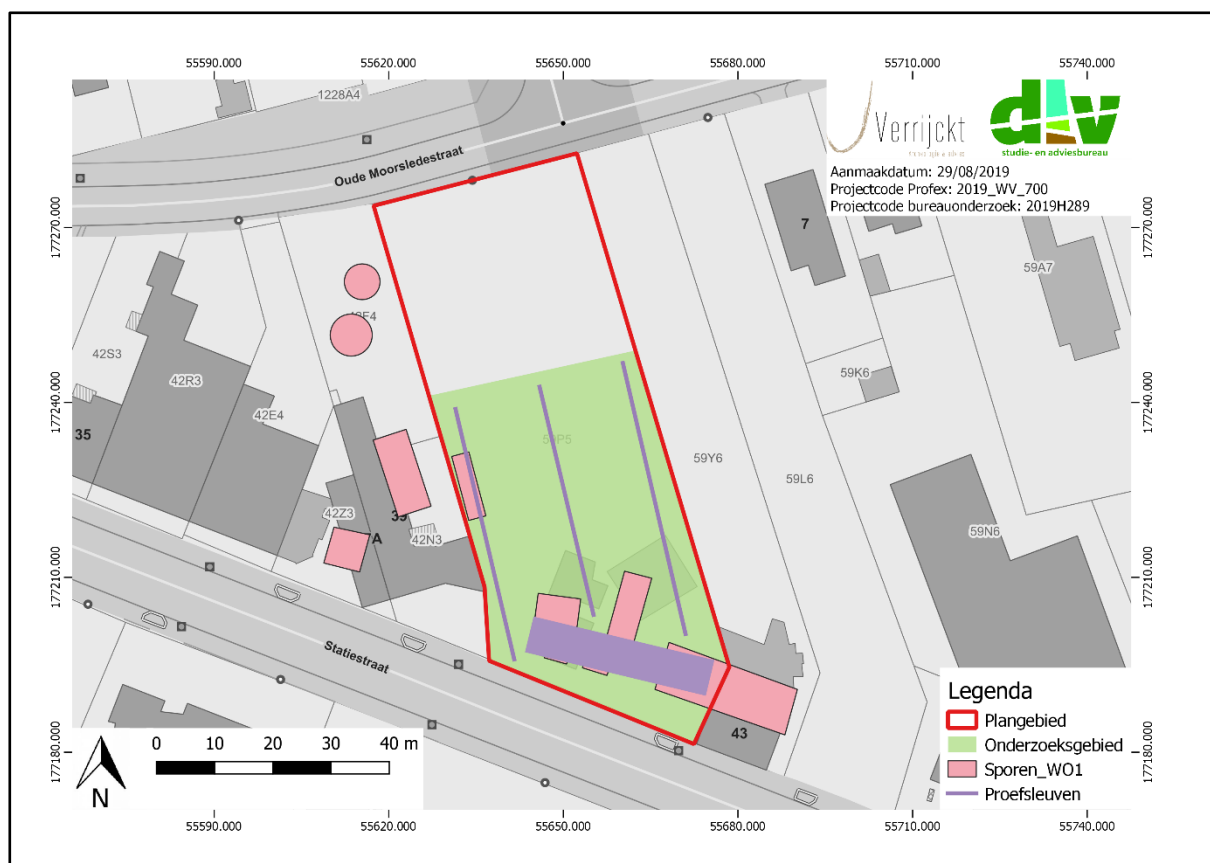 55590.000 55620.000 55650.000 55680.000 55710.000 55740.000
1228A4
Verrijckt
dlv
studie- en adviesbureau
Aanmaakdatum: 29/08/2019
Projectcode Profex: 2019_WV_700
Projectcode bureauonderzoek: 2019H289
Oude Moorsledestraat
177270.000 7 177270.000
59A7
42S3
42R3
59K6
42E4
177240.000 177240.000
35
59Y6
59L6
42Z3
39
A
42N3
59N6
177210.000 177210.000
Statiestraat
43
177180.000 177180.000
0 10 20 30 40 m
N
Legenda
Plangebied
Onderzoeksgebied
Sporen_WO1
Proefsleuven
55590.000 55620.000 55650.000 55680.000 55710.000 55740.000